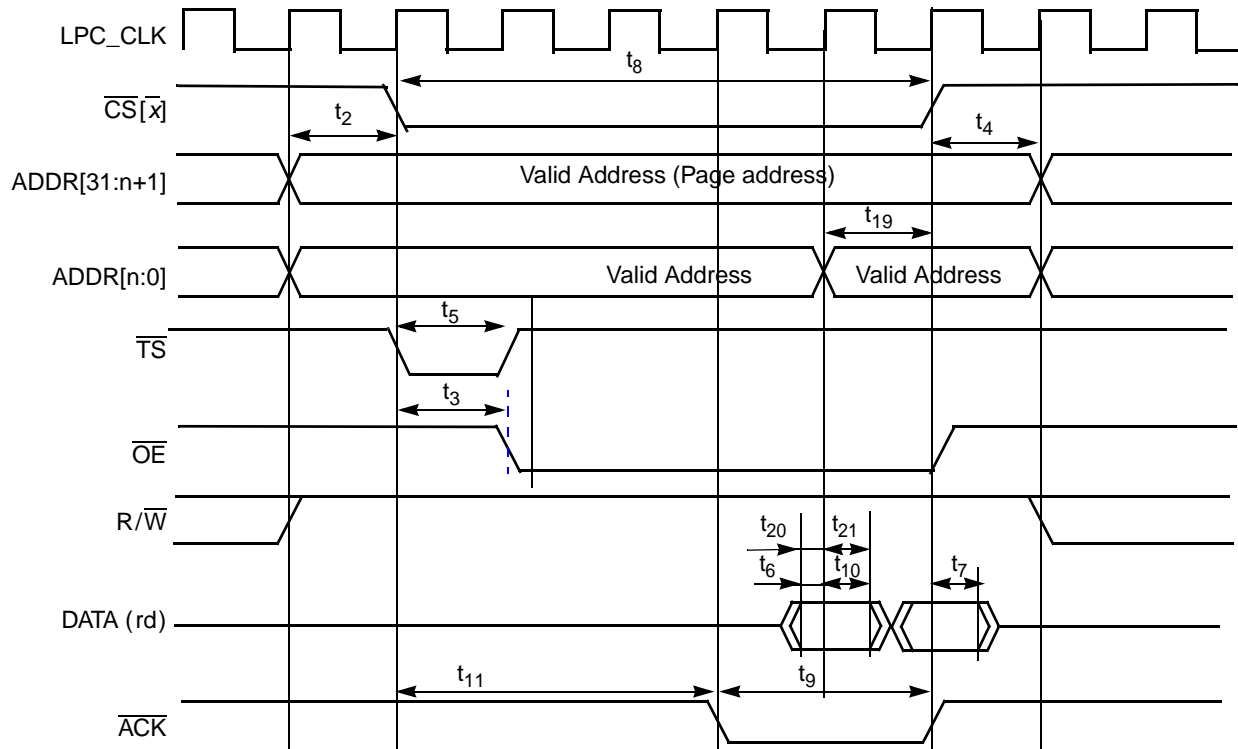 LPC_CLK
t8
CS[x]
t2
t4
ADDR[31:n+1]
Valid Address (Page address)
t19
ADDR[n:0]
Valid Address
Valid Address
t5
TS
t3
OE
R/W
t20
t21
t6
t10
t7
DATA (rd)
t11
t9
ACK